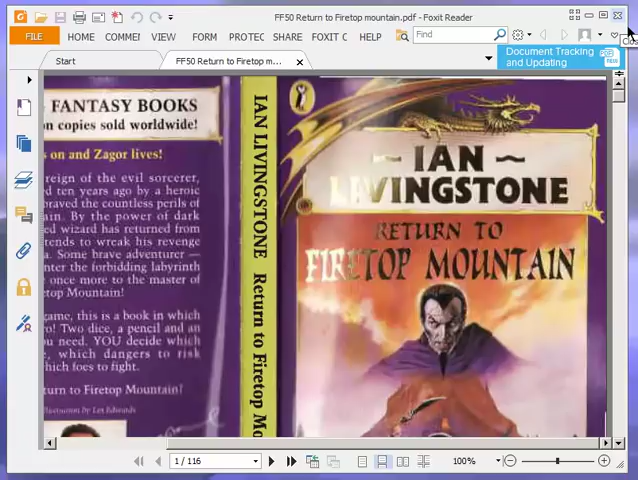 FF50 Return to Firetop mountain.pdf - Foxit Reader
FILE HOME COMMEI VIEW FORM PROTEC SHARE FOXIT C Find
Start FF50 Return to Firetop m...
Document Tracking
and Updating
FANTASY BOOKS
on copies sold worldwide!
s on and Zagor lives!
reign of the evil sorcerer,
d ten years ago by a heroic
braved the countless perils of
ain. By the power of dark
ed wizard has returned from
tends to wreak his revenge
a. Some brave adventurer —
nter the forbidding labyrinth
once more to the master of
etop Mountain!
game, this is a book in which
ro! Two dice, a pencil and an
u need. YOU decide which
e, which dangers to risk
hich foes to fight.
turn to Firetop Mountain!
llustration by Les Edwards
IAN LIVINGSTONE Return to Firetop Mo
IAN
LIVINGSTONE
RETURN TO
FIRETOP MOUNTAIN
1 / 116
100%